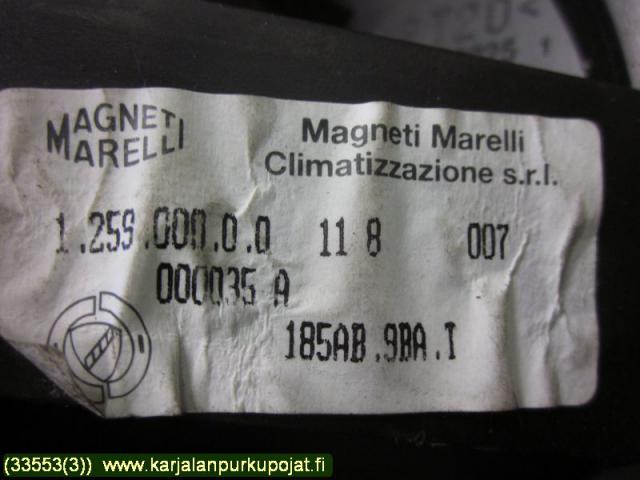 MAGNETI
MARELLI
Magneti Marelli
Climatizzazione s.r.l.
1.259.000.0.0 11 8 007
000035 A
185AB.9BA.I
(33553(3)) www.karjalanpurkupojat.fi